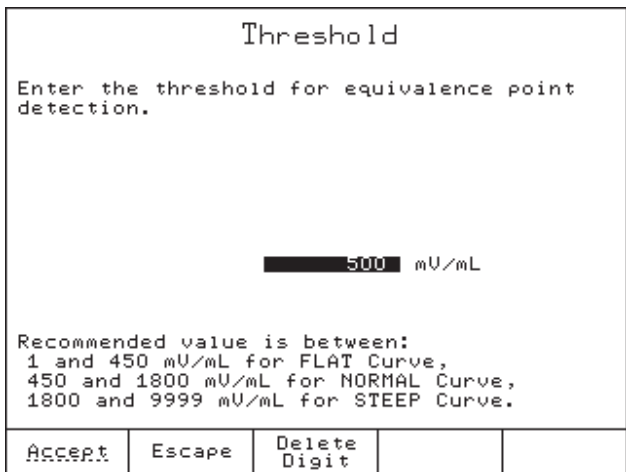 Threshold
Enter the threshold for equivalence point
detection.
500 mV/mL
Recommended value is between:
1 and 450 mV/mL for FLAT Curve,
450 and 1800 mV/mL for NORMAL Curve,
1800 and 9999 mV/mL for STEEP Curve.
Accept Escape Delete
Digit